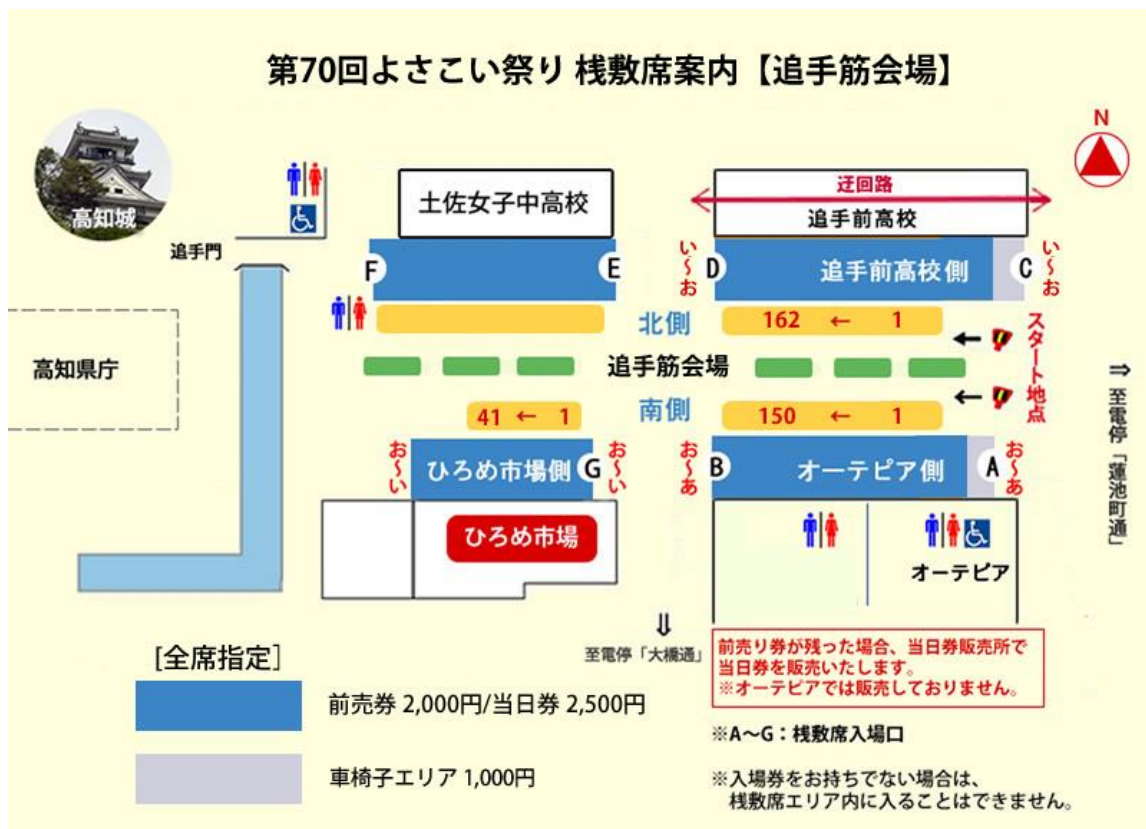 第70回よさこい祭り 桟敷席案内【追手筋会場】
N
高知城
追手門
土佐女子中高校
迂回路
追手前高校
F
E
い～お
D
追手前高校側
C
い～お
北側
162 ← 1
スタート地点
高知県庁
追手筋会場
⇒ 至電停「蓮池町通」
南側
41 ← 1
150 ← 1
お～い
ひろめ市場側
G
お～い
お～あ
B
オーテピア側
A
お～あ
ひろめ市場
オーテピア
⇓
至電停「大橋通」
前売り券が残った場合、当日券販売所で
当日券を販売いたします。
※オーテピアでは販売しておりません。
[全席指定]
前売券 2,000円/当日券 2,500円
車椅子エリア 1,000円
※A～G：桟敷席入場口
※入場券をお持ちでない場合は、
桟敷席エリア内に入ることはできません。